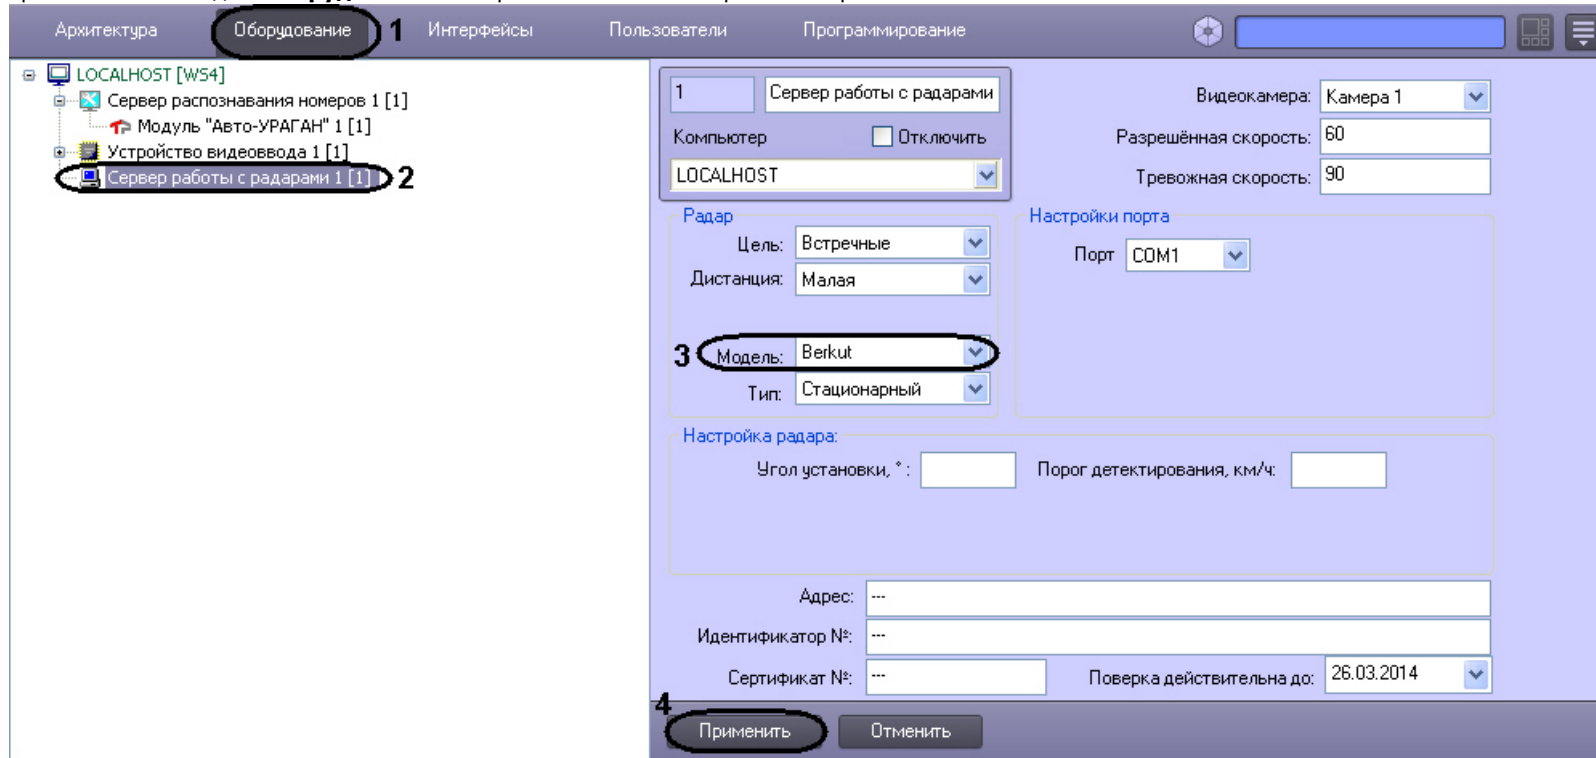 Архитектура Оборудование 1 Интерфейсы Пользователи Программирование
LOCALHOST [WS4]
Сервер распознавания номеров 1 [1]
Модуль "Авто-УРАГАН" 1 [1]
Устройство видеоввода 1 [1]
Сервер работы с радарами 1 [1] 2
1 Сервер работы с радарами
Компьютер Отключить
LOCALHOST
Видеокамера: Камера 1
Разрешённая скорость: 60
Тревожная скорость: 90
Радар
Цель: Встречные
Дистанция: Малая
3 Модель: Berkut
Тип: Стационарный
Настройки порта
Порт COM1
Настройка радара:
Угол установки, ° : Порог детектирования, км/ч:
Адрес: ---
Идентификатор №: ---
Сертификат №: --- Поверка действительна до: 26.03.2014
4
Применить Отменить